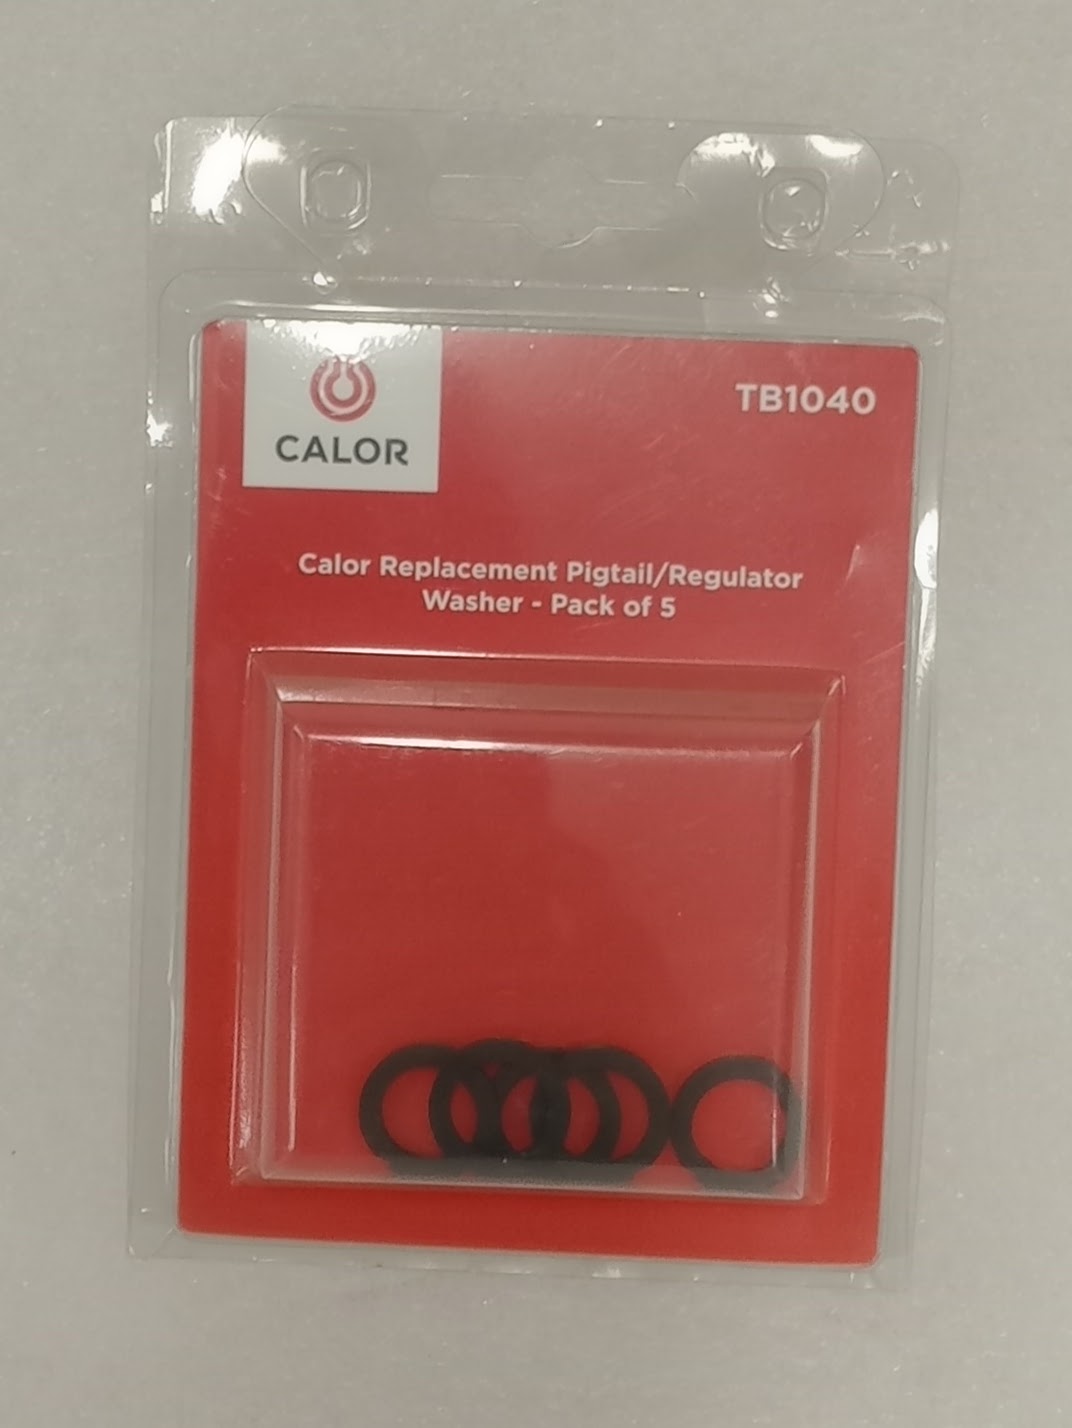 CALOR
TB1040
Calor Replacement Pigtail/Regulator
Washer - Pack of 5